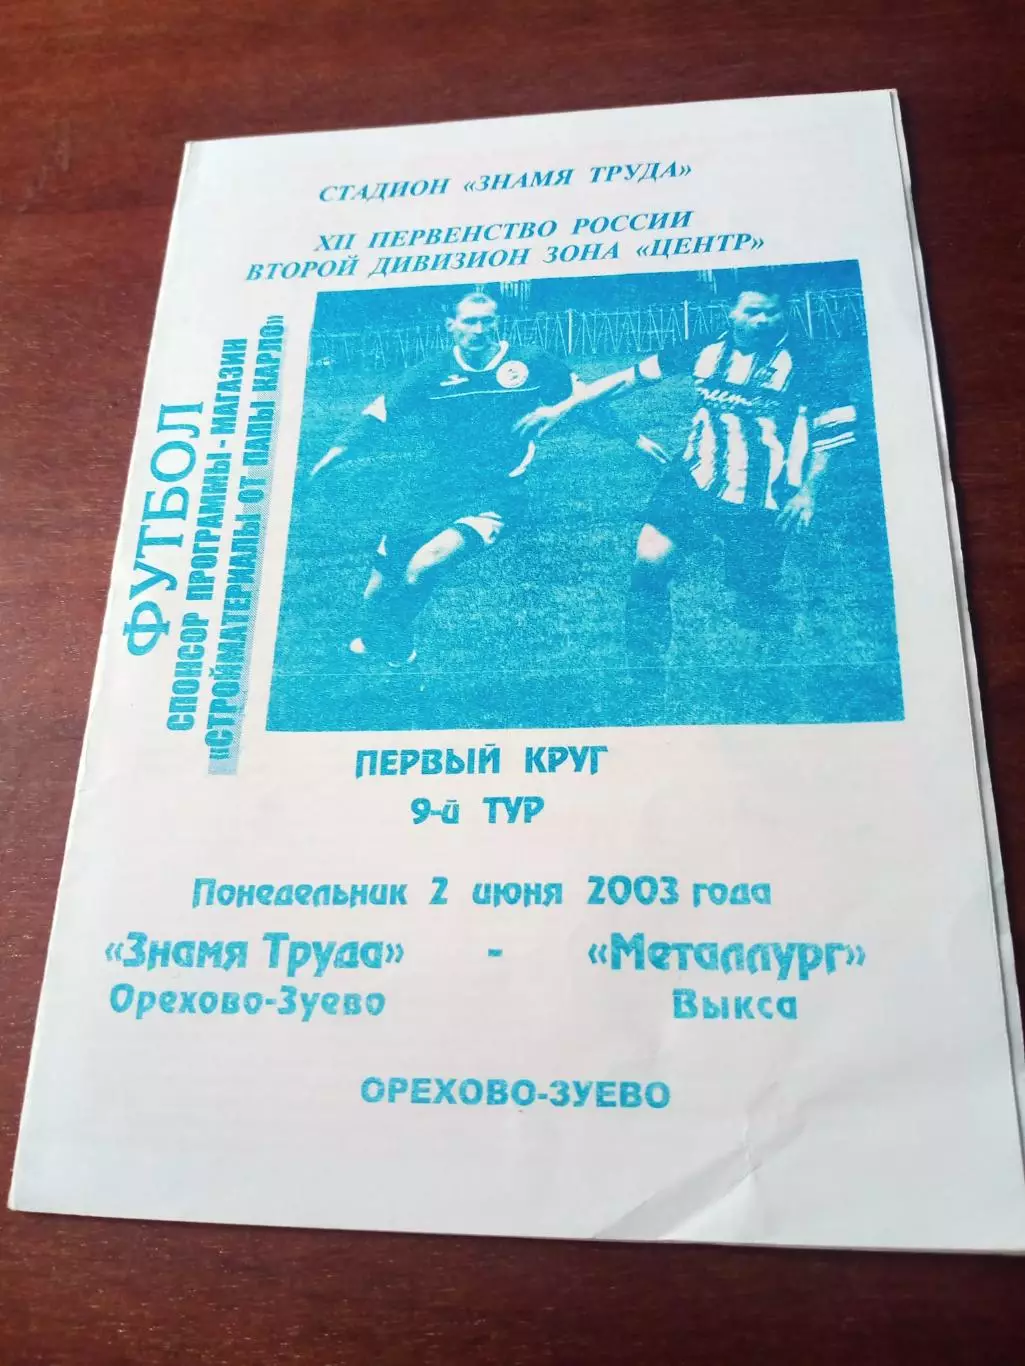 СТАДИОН «ЗНАМЯ ТРУДА»
XII ПЕРВЕНСТВО РОССИИ
ВТОРОЙ ДИВИЗИОН ЗОНА «ЦЕНТР»
ФУТБОЛ
СПОНСОР ПРОГРАММЫ - МАГАЗИН
«СТРОЙМАТЕРИАЛЫ ОТ ПАПЫ КАРЛО»
ПЕРВЫЙ КРУГ
9-й ТУР
Понедельник 2 июня 2003 года
«Знамя Труда» - «Металлург»
Орехово-Зуево Выкса
ОРЕХОВО-ЗУЕВО